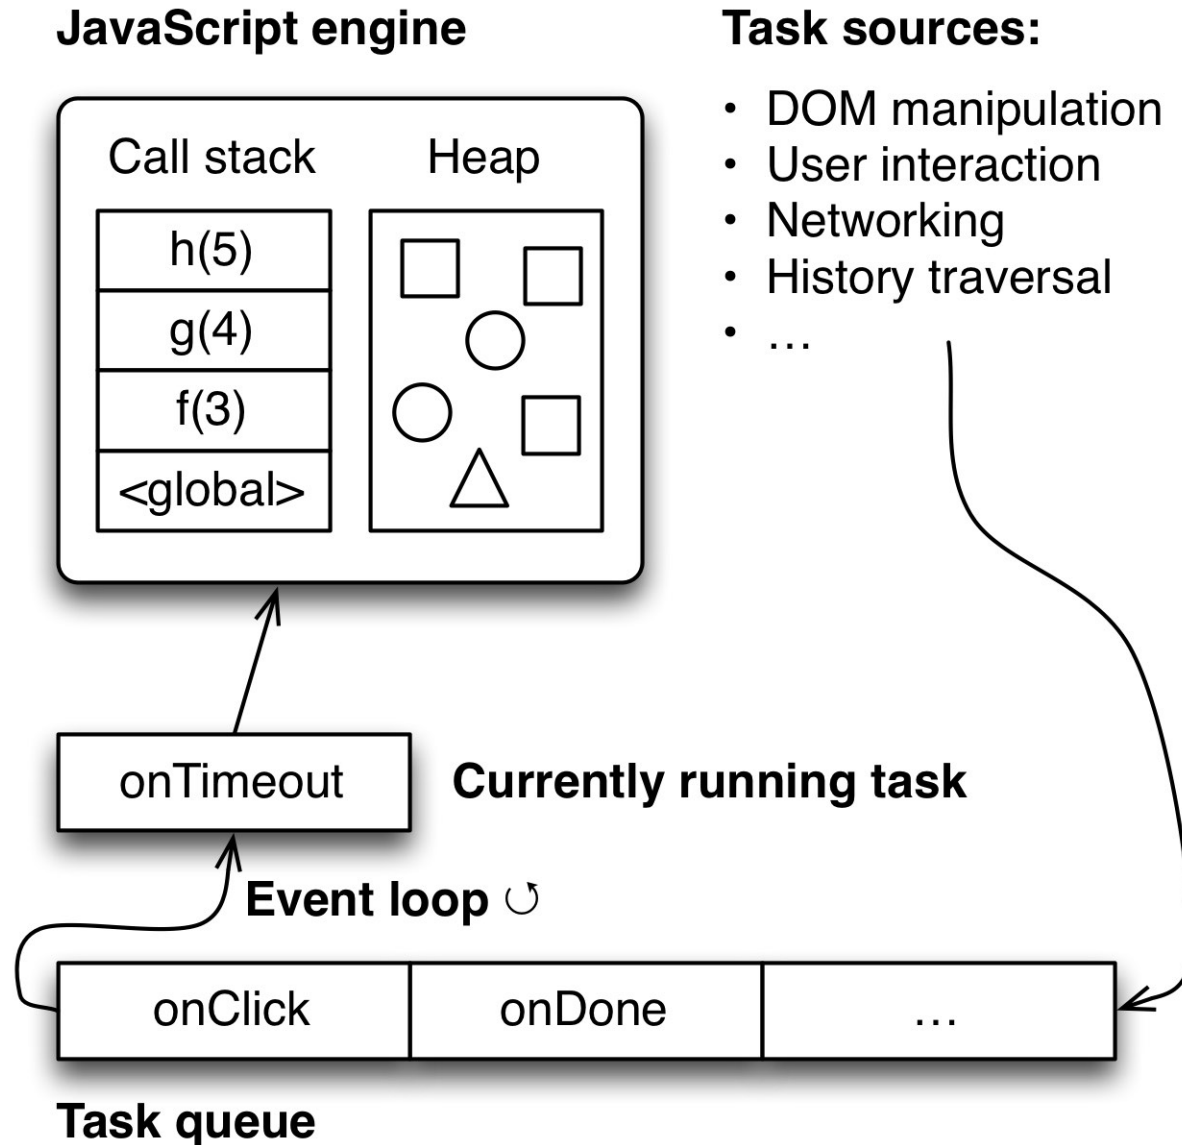 JavaScript engine
Call stack
Heap
h(5)
g(4)
f(3)
<global>
Task sources:
• DOM manipulation
• User interaction
• Networking
• History traversal
• …
onTimeout
Currently running task
Event loop
onClick
onDone
…
Task queue